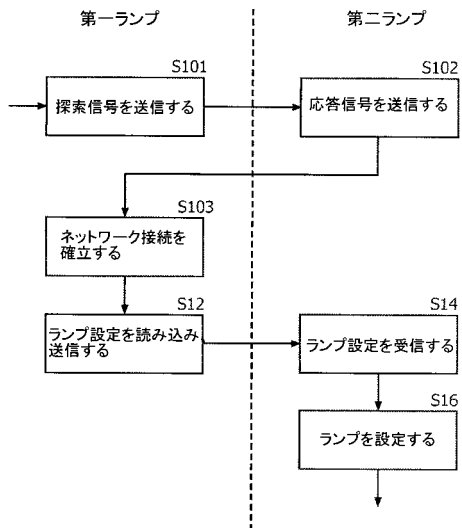 第一ランプ
第二ランプ
S101
探索信号を送信する
S102
応答信号を送信する
S103
ネットワーク接続を
確立する
S12
ランプ設定を読み込み
送信する
S14
ランプ設定を受信する
S16
ランプを設定する